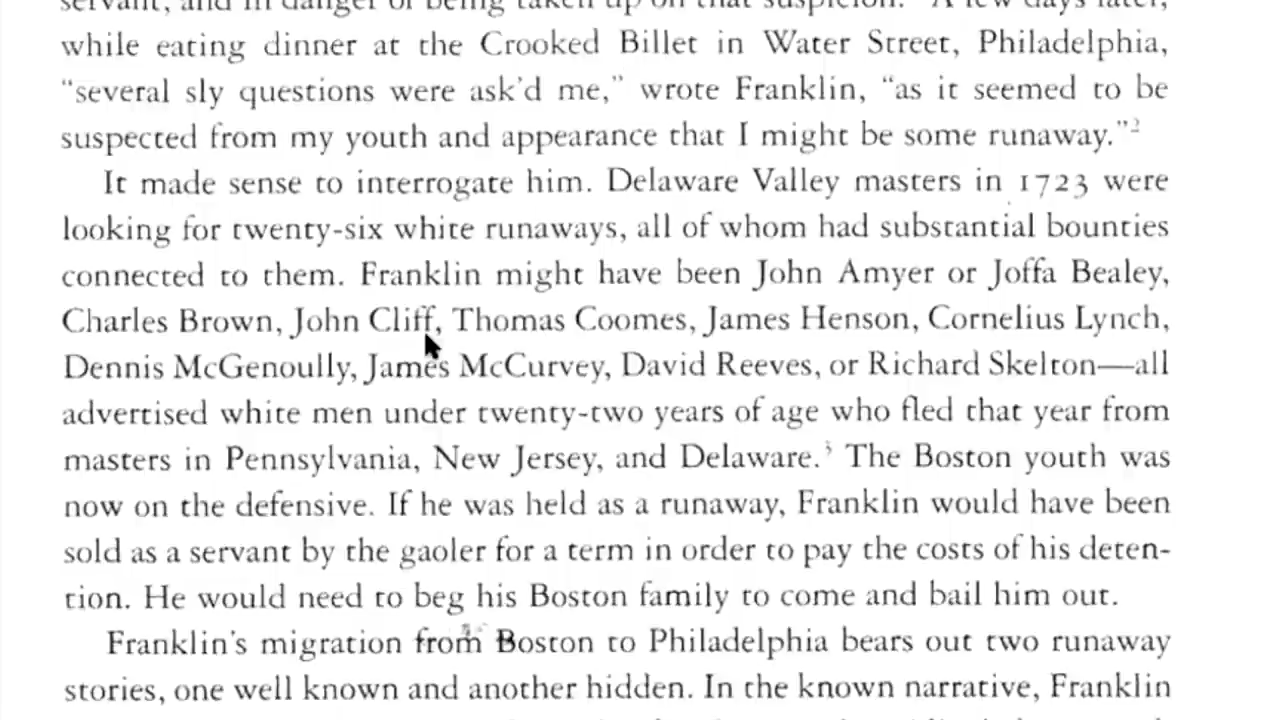 servant, and in danger of being taken up on that suspicion." A few days later,
while eating dinner at the Crooked Billet in Water Street, Philadelphia,
“several sly questions were ask’d me,” wrote Franklin, “as it seemed to be
suspected from my youth and appearance that I might be some runaway.”2
It made sense to interrogate him. Delaware Valley masters in 1723 were
looking for twenty-six white runaways, all of whom had substantial bounties
connected to them. Franklin might have been John Amyer or Joffa Bealey,
Charles Brown, John Cliff, Thomas Coomes, James Henson, Cornelius Lynch,
Dennis McGenoully, James McCurvey, David Reeves, or Richard Skelton—all
advertised white men under twenty-two years of age who fled that year from
masters in Pennsylvania, New Jersey, and Delaware.3 The Boston youth was
now on the defensive. If he was held as a runaway, Franklin would have been
sold as a servant by the gaoler for a term in order to pay the costs of his deten-
tion. He would need to beg his Boston family to come and bail him out.
Franklin’s migration from Boston to Philadelphia bears out two runaway
stories, one well known and another hidden. In the known narrative, Franklin